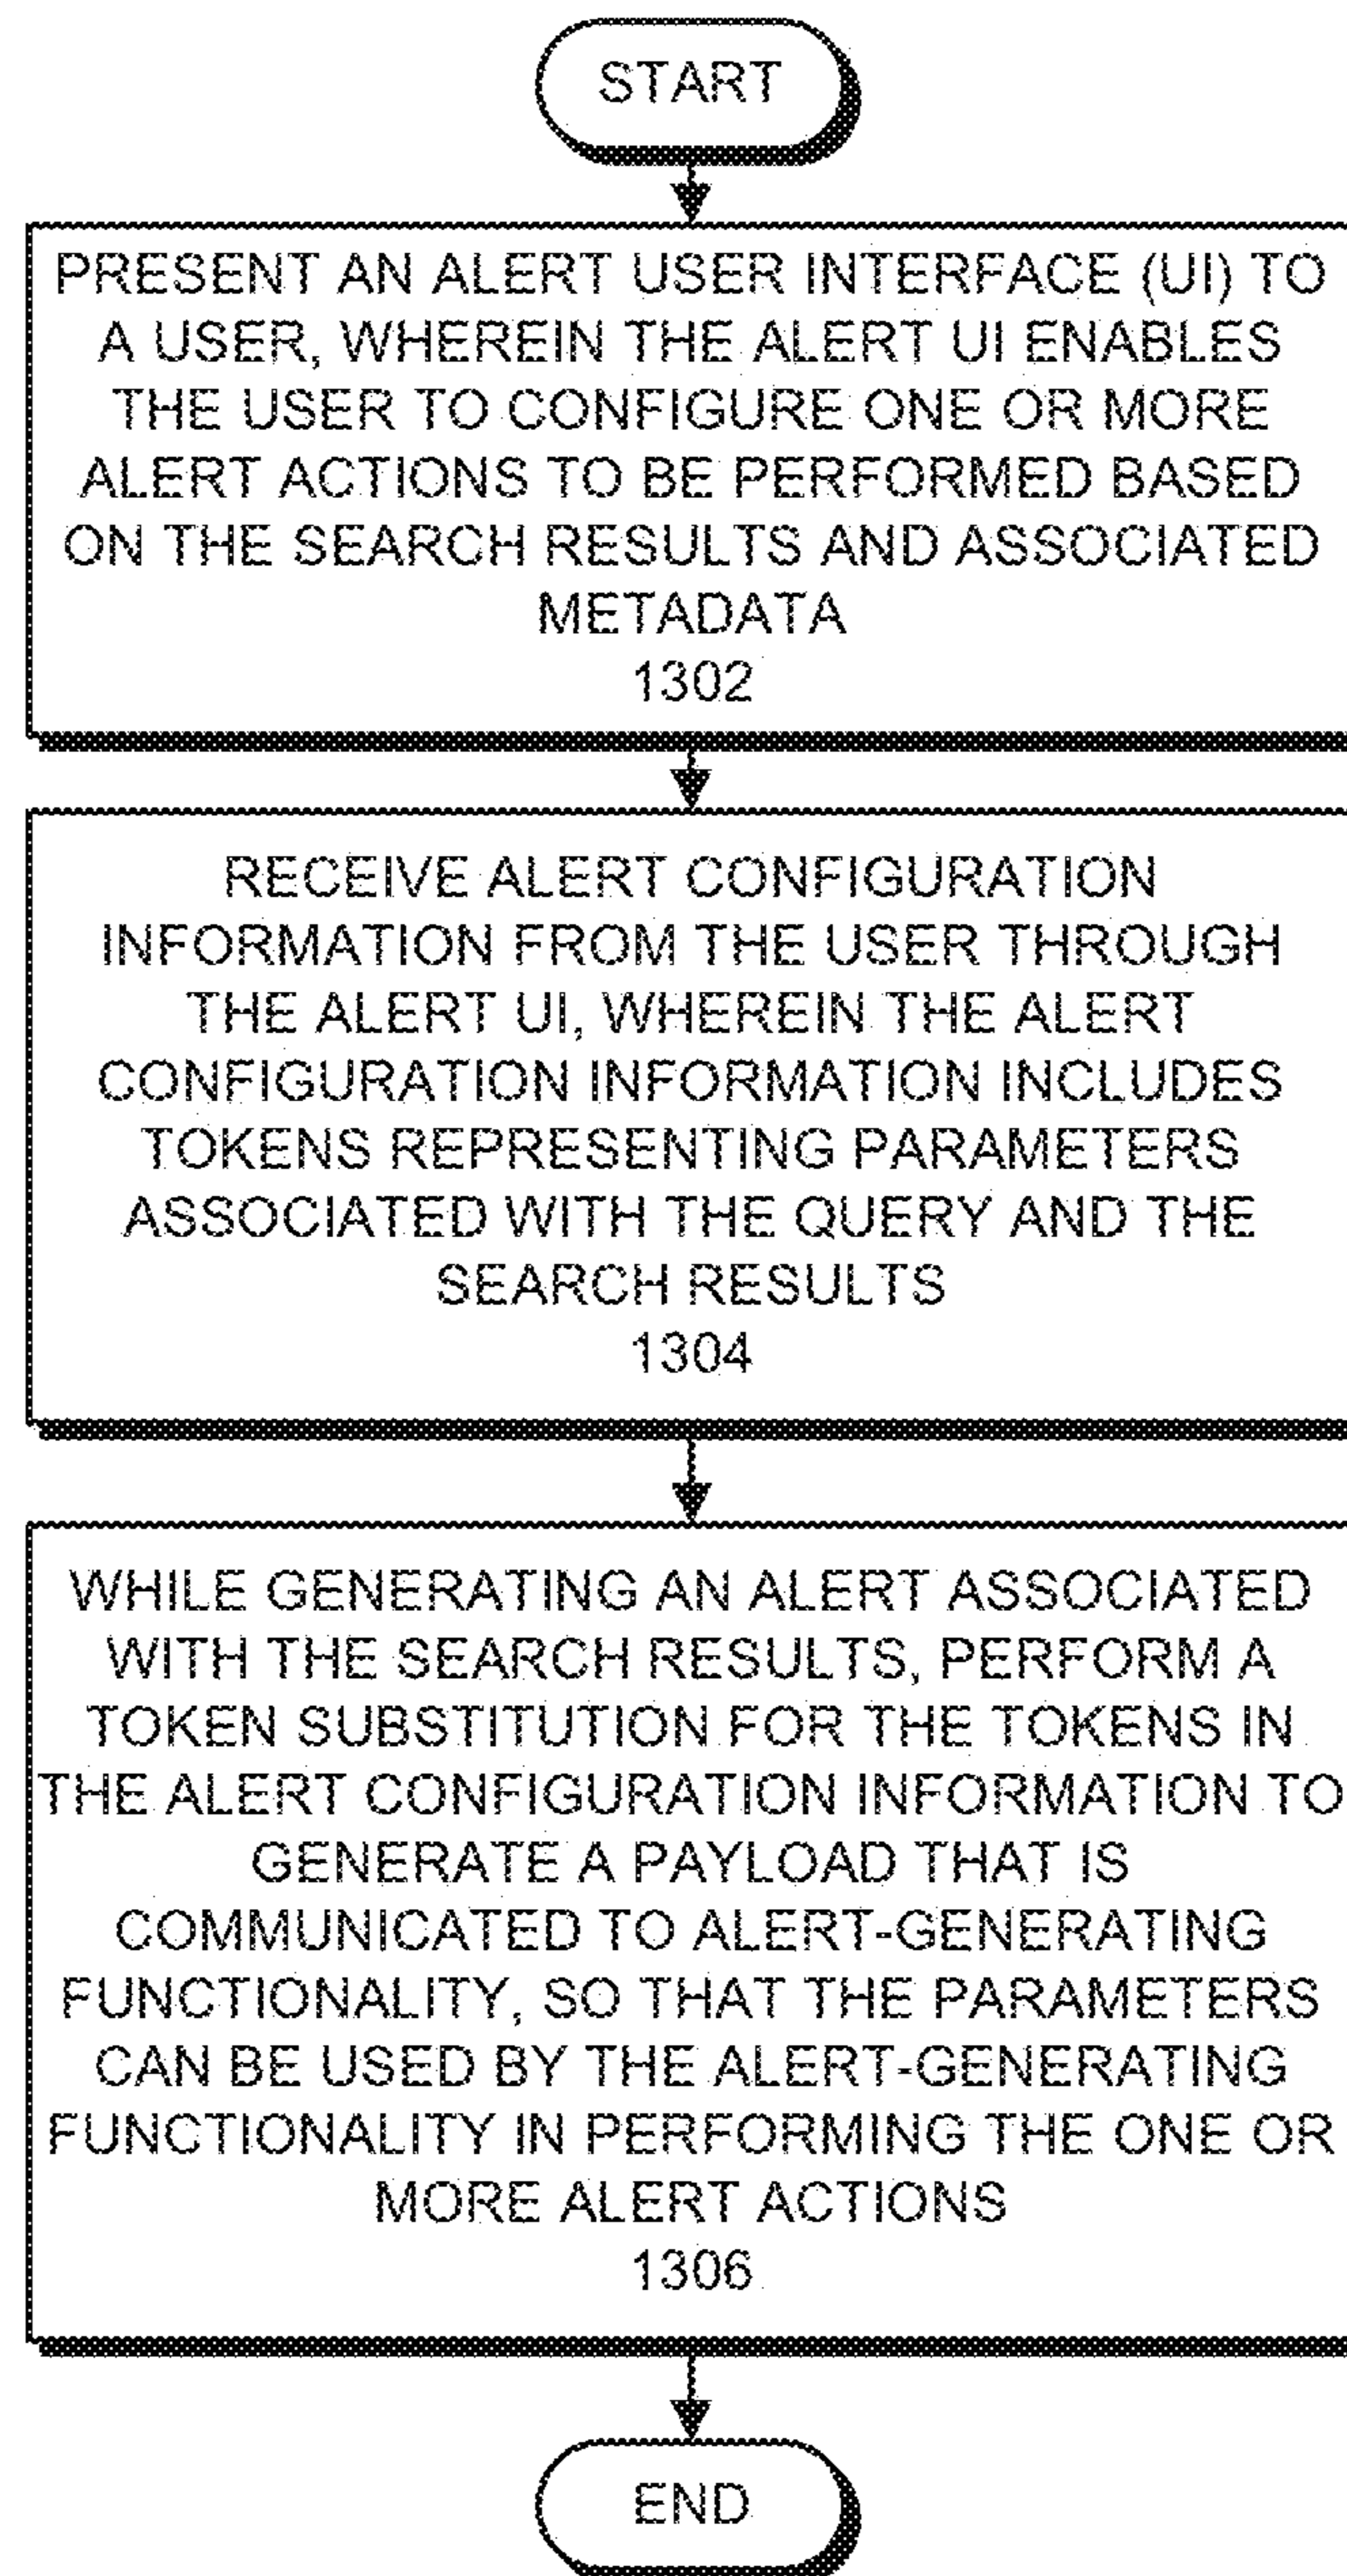 START
PRESENT AN ALERT USER INTERFACE (UI) TO
A USER, WHEREIN THE ALERT UI ENABLES
THE USER TO CONFIGURE ONE OR MORE
ALERT ACTIONS TO BE PERFORMED BASED
ON THE SEARCH RESULTS AND ASSOCIATED
METADATA
1302
RECEIVE ALERT CONFIGURATION
INFORMATION FROM THE USER THROUGH
THE ALERT UI, WHEREIN THE ALERT
CONFIGURATION INFORMATION INCLUDES
TOKENS REPRESENTING PARAMETERS
ASSOCIATED WITH THE QUERY AND THE
SEARCH RESULTS
1304
WHILE GENERATING AN ALERT ASSOCIATED
WITH THE SEARCH RESULTS, PERFORM A
TOKEN SUBSTITUTION FOR THE TOKENS IN
THE ALERT CONFIGURATION INFORMATION TO
GENERATE A PAYLOAD THAT IS
COMMUNICATED TO ALERT-GENERATING
FUNCTIONALITY, SO THAT THE PARAMETERS
CAN BE USED BY THE ALERT-GENERATING
FUNCTIONALITY IN PERFORMING THE ONE OR
MORE ALERT ACTIONS
1306
END